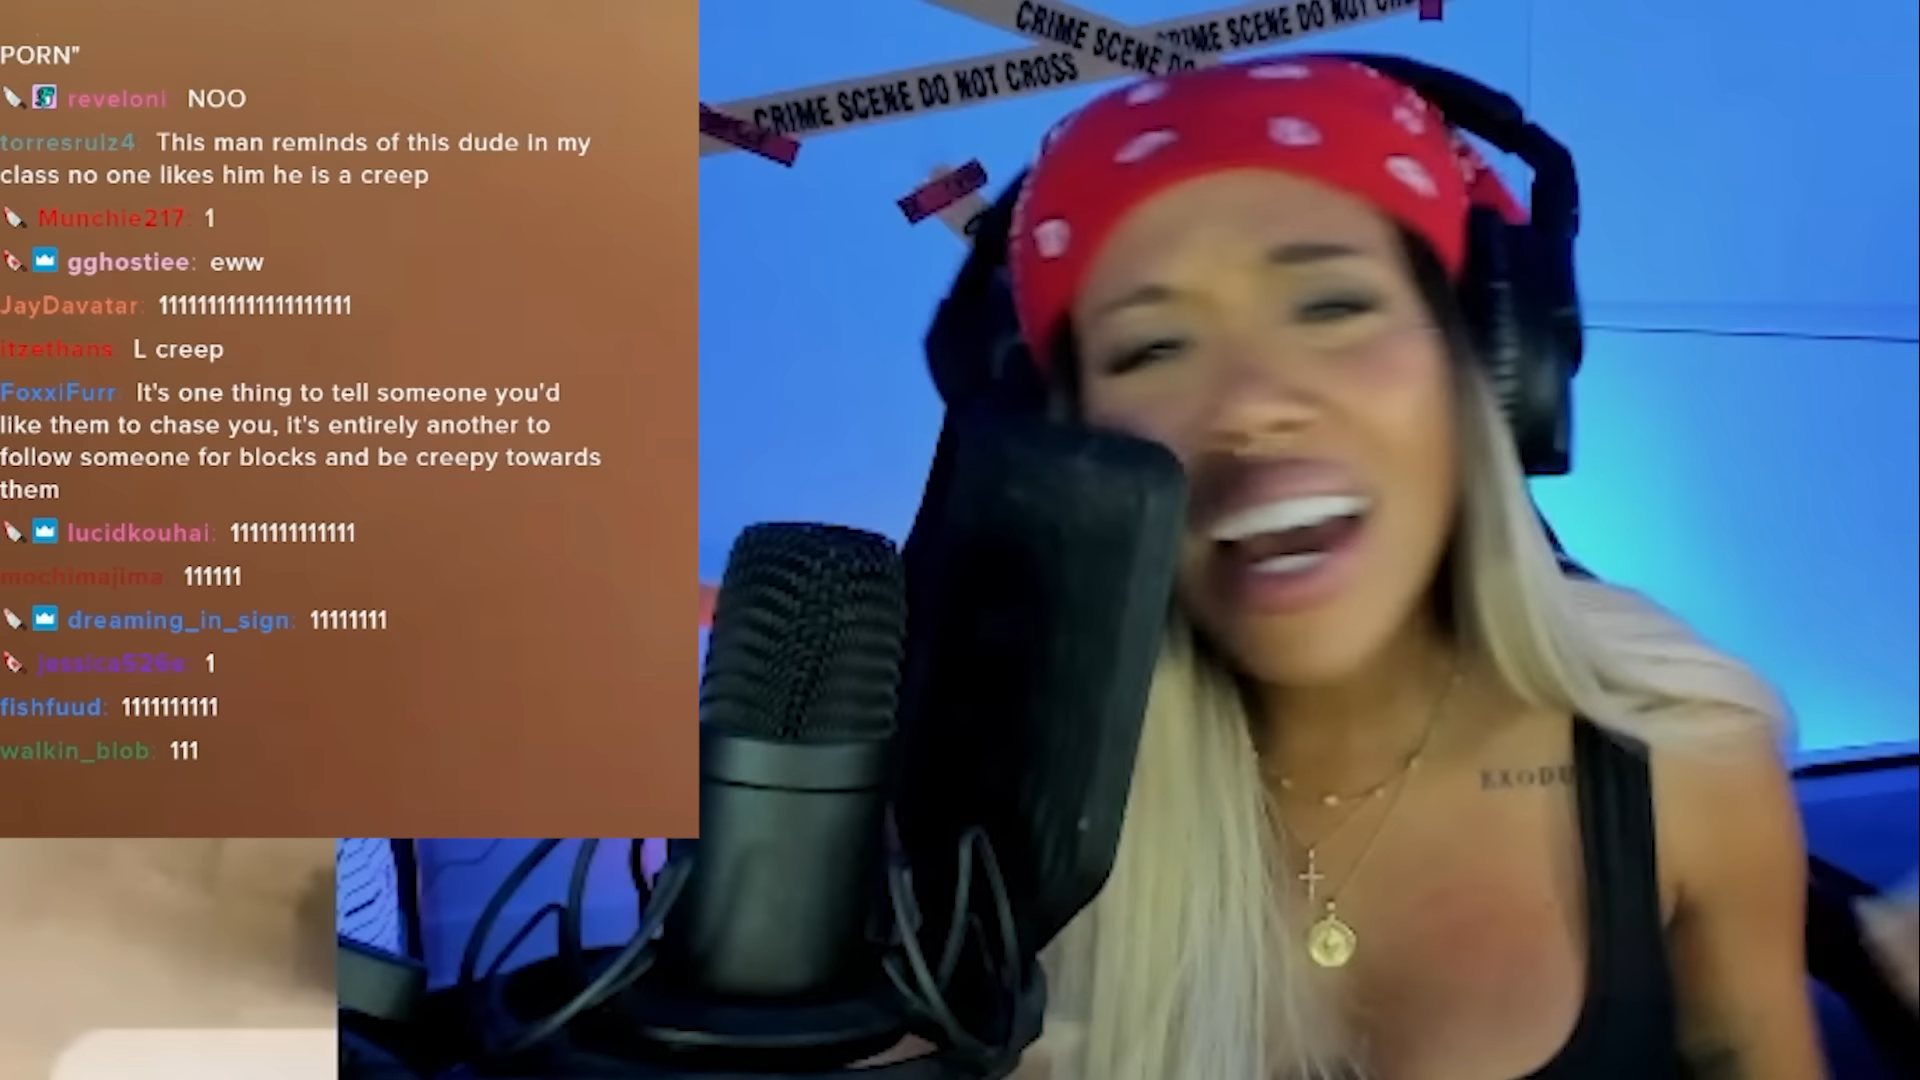 PORN"
reveloni: NOO
torresruiz4: This man reminds of this dude in my
class no one likes him he is a creep
Munchie217: 1
gghostiee: eww
JayDavatar: 11111111111111111111
itzethans: L creep
FoxxiFurr: It's one thing to tell someone you'd
like them to chase you, it's entirely another to
follow someone for blocks and be creepy towards
them
lucidkouhai: 1111111111111
mochimajima: 111111
dreaming_in_sign: 11111111
jessica526e: 1
fishfuud: 1111111111
walkin_blob: 111
CRIME SCENE DO
CRIME SCENE DO NOT
CRIME SCENE DO NOT CROSS
EXODU